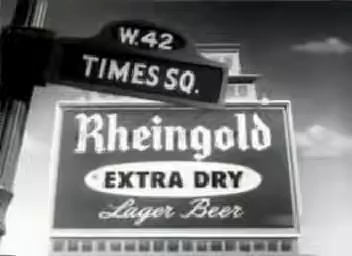 W. 42
TIMES SQ.
Rheingold
EXTRA DRY
Lager Beer